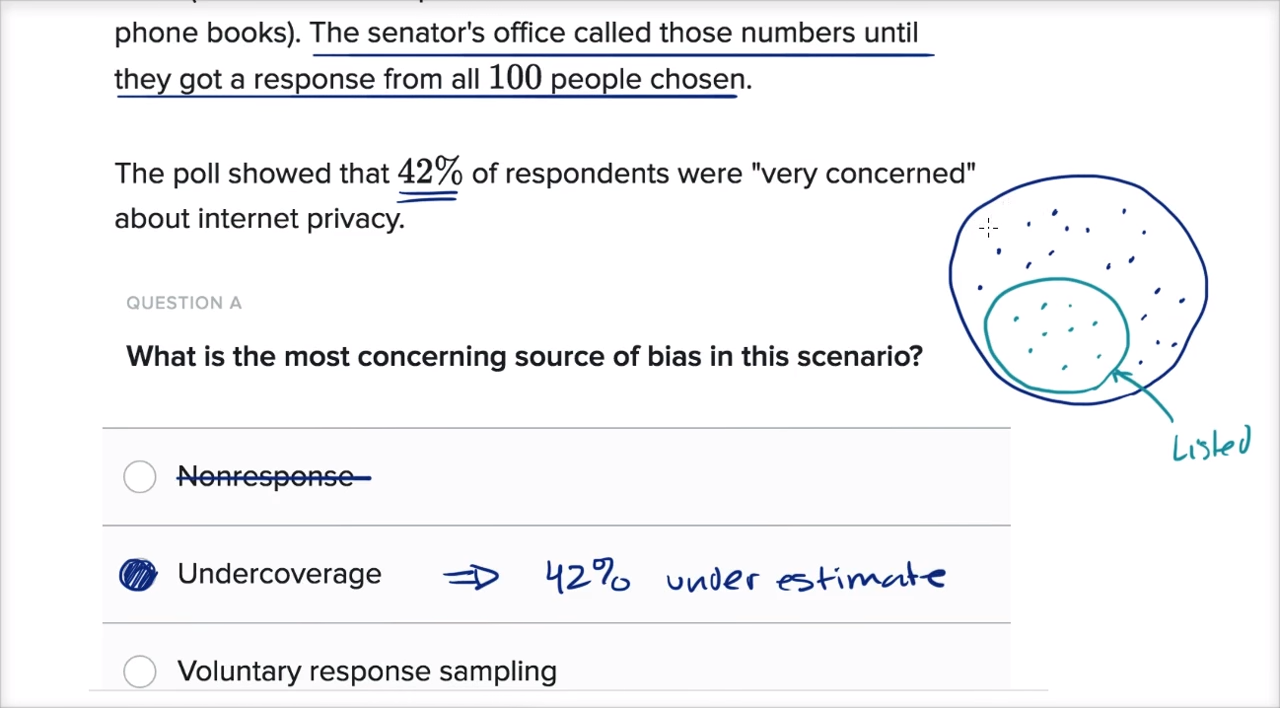 phone books). The senator's office called those numbers until
they got a response from all 100 people chosen.
The poll showed that 42% of respondents were "very concerned"
about internet privacy.
QUESTION A
What is the most concerning source of bias in this scenario?
Listed
Nonresponse
Undercoverage ⇒ 42% under estimate
Voluntary response sampling